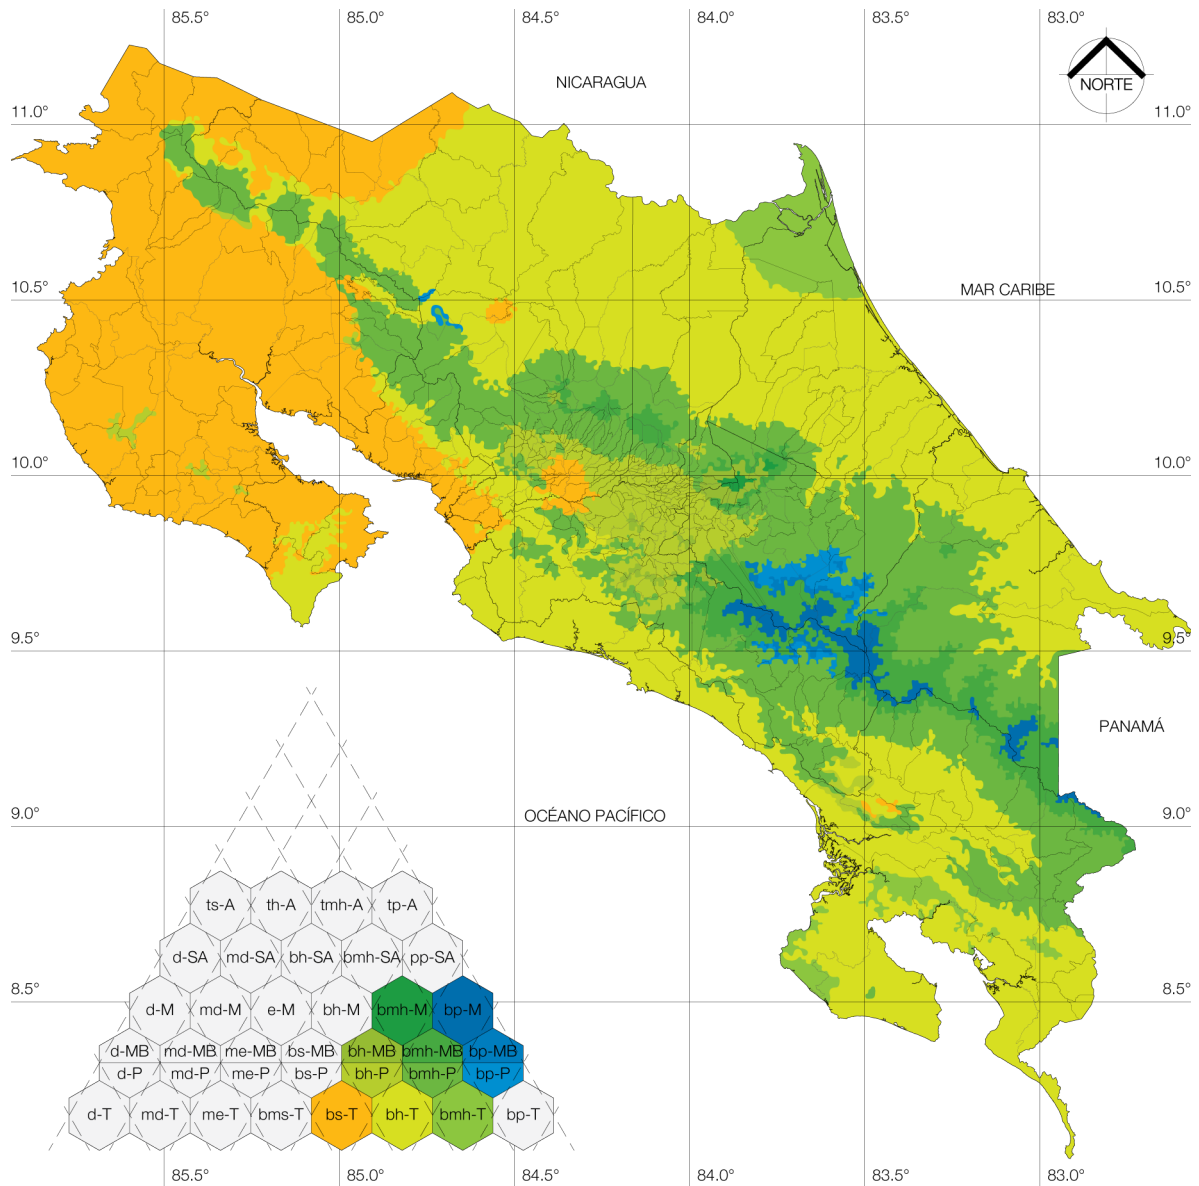 85.5° 85.0° 84.5° 84.0° 83.5° 83.0°
NICARAGUA
NORTE
11.0° 11.0°
MAR CARIBE
10.5° 10.5°
10.0° 10.0°
9.5° 9.5°
PANAMÁ
OCÉANO PACÍFICO
9.0° 9.0°
ts-A th-A tmh-A tp-A
d-SA md-SA bh-SA bmh-SA pp-SA
8.5° 8.5°
d-M md-M e-M bh-M bmh-M bp-M
d-MB md-MB me-MB bs-MB bh-MB bmh-MB bp-MB
d-P md-P me-P bs-P bh-P bmh-P bp-P
d-T md-T me-T bms-T bs-T bh-T bmh-T bp-T
85.5° 85.0° 84.5° 84.0° 83.5° 83.0°